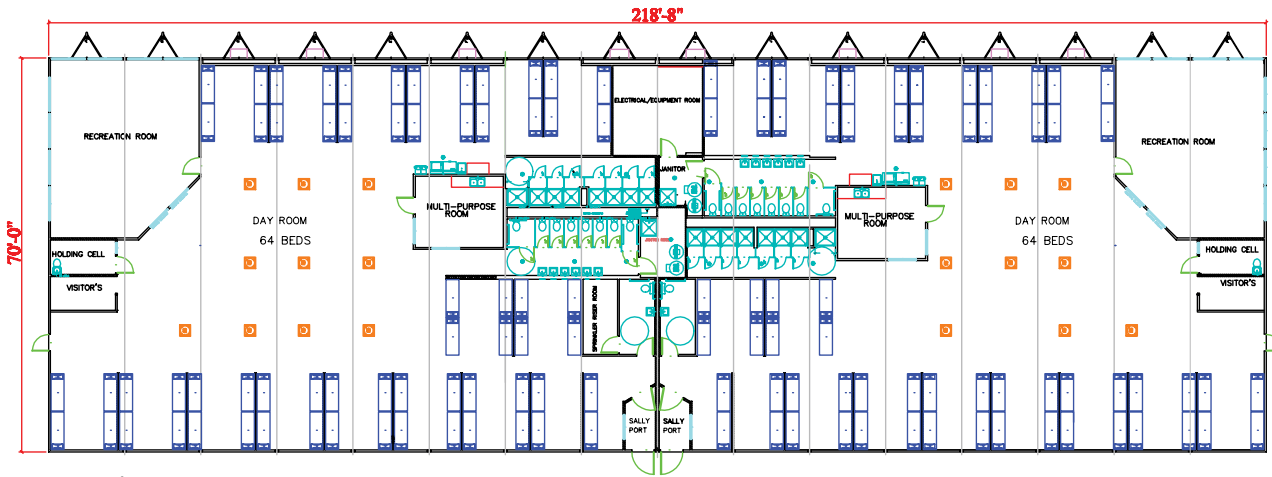 218'-8"
ELECTRICAL/EQUIPMENT ROOM
RECREATION ROOM
RECREATION ROOM
JANITOR
MULTI-PURPOSE
ROOM
MULTI-PURPOSE
ROOM
DAY ROOM
64 BEDS
DAY ROOM
64 BEDS
70'-0"
HOLDING CELL
HOLDING CELL
VISITOR'S
VISITOR'S
SPRINKLER RISER ROOM
SALLY
PORT
SALLY
PORT